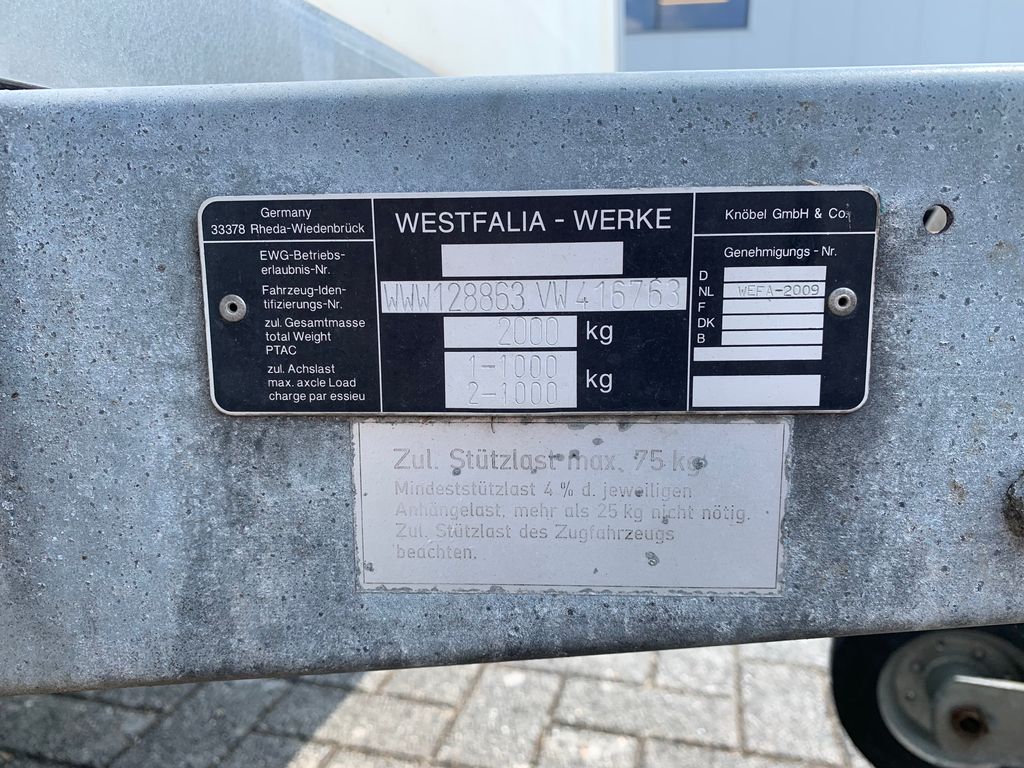 Germany
33378 Rheda-Wiedenbrück
EWG-Betriebs-
erlaubnis-Nr.
Fahrzeug-Iden-
tifizierungs-Nr.
zul. Gesamtmasse
total Weight
PTAC
zul. Achslast
max. axcle Load
charge par essieu
WESTFALIA - WERKE
WWW128863 VW416763
2000 kg
1-1000
2-1000
kg
Knöbel GmbH & Co.
Genehmigungs - Nr.
D
NL WEFA-2009
F
DK
B
Zul. Stützlast max. 75 kg
Mindeststützlast 4 % d. jeweiligen
Anhängelast, mehr als 25 kg nicht nötig.
Zul. Stützlast des Zugfahrzeugs
beachten.